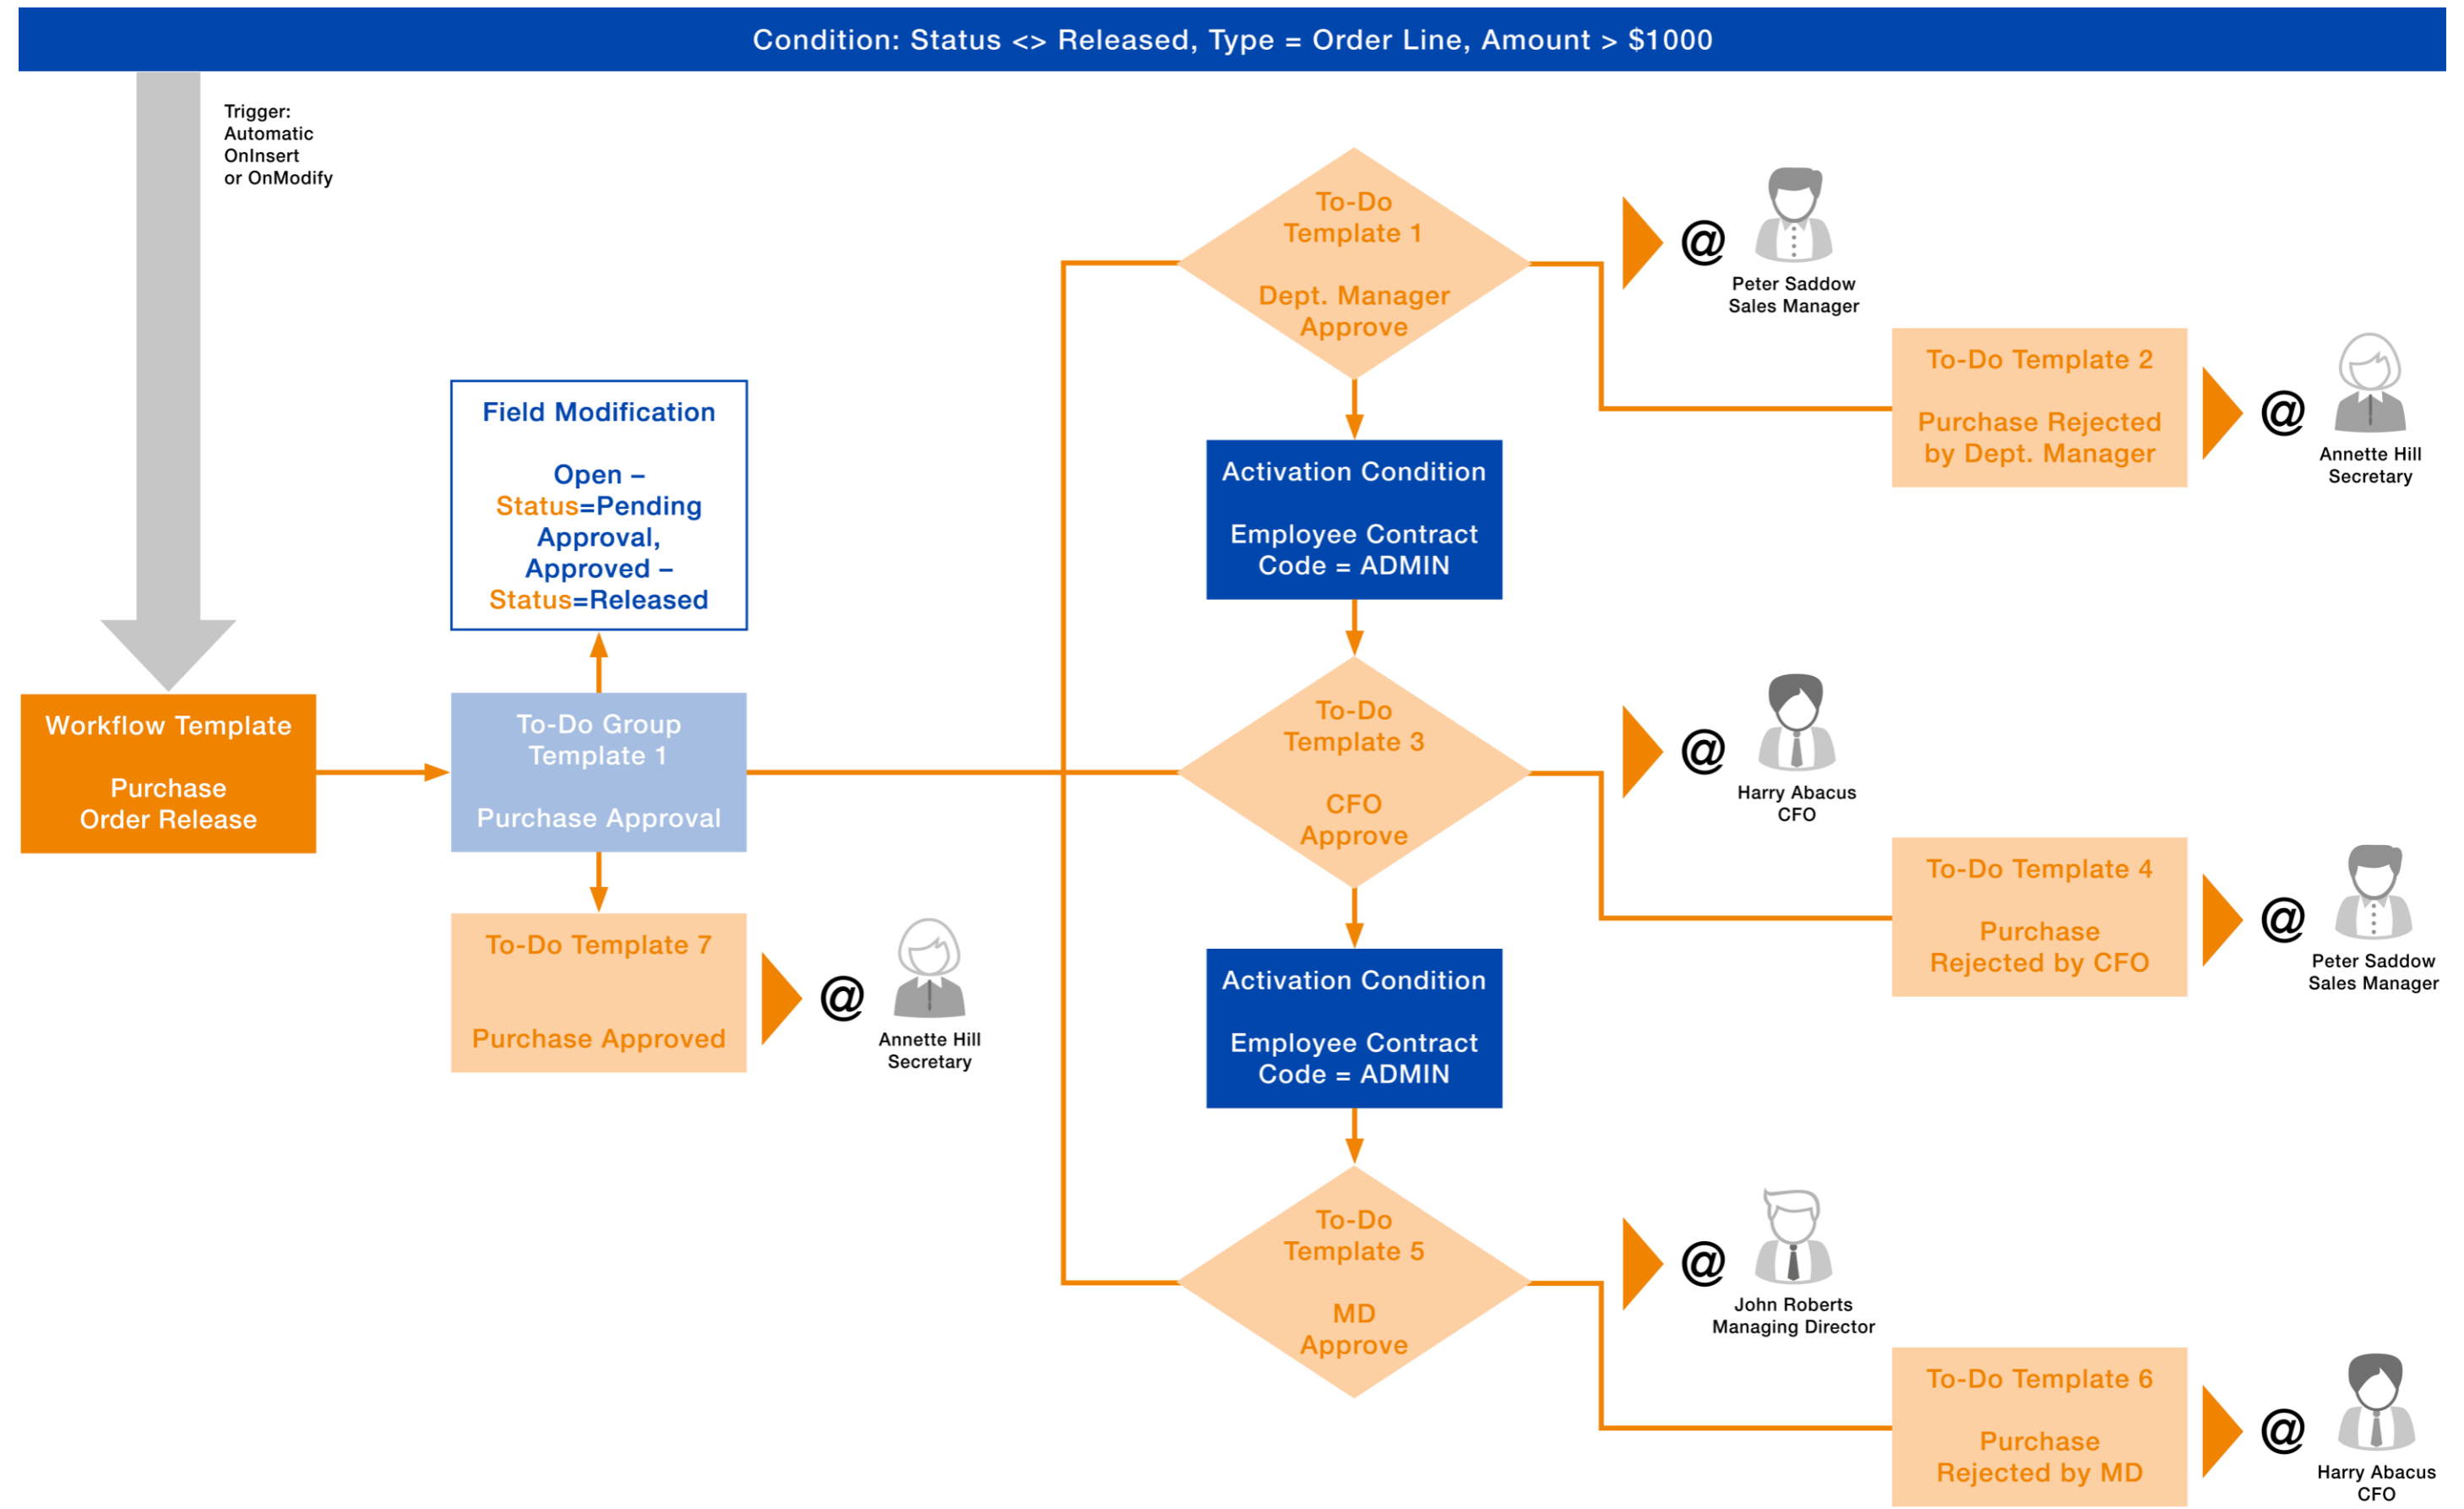 Condition: Status <> Released, Type = Order Line, Amount > $1000
Trigger:
Automatic
OnInsert
or OnModify
Workflow Template
Purchase
Order Release
Field Modification
Open –
Status=Pending
Approval,
Approved –
Status=Released
To-Do Group
Template 1
Purchase Approval
To-Do Template 7
Purchase Approved
@
Annette Hill
Secretary
To-Do
Template 1
Dept. Manager
Approve
@
Peter Saddow
Sales Manager
To-Do Template 2
Purchase Rejected
by Dept. Manager
@
Annette Hill
Secretary
Activation Condition
Employee Contract
Code = ADMIN
To-Do
Template 3
CFO
Approve
@
Harry Abacus
CFO
To-Do Template 4
Purchase
Rejected by CFO
@
Peter Saddow
Sales Manager
Activation Condition
Employee Contract
Code = ADMIN
To-Do
Template 5
MD
Approve
@
John Roberts
Managing Director
To-Do Template 6
Purchase
Rejected by MD
@
Harry Abacus
CFO